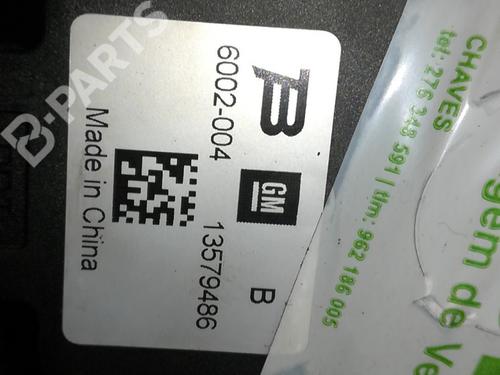 6002-004
GM
13579486
B
Made in China
CHAVES
tel: 276 348 591 / tlm: 962 186 005
gem de Ve
B-PARTS